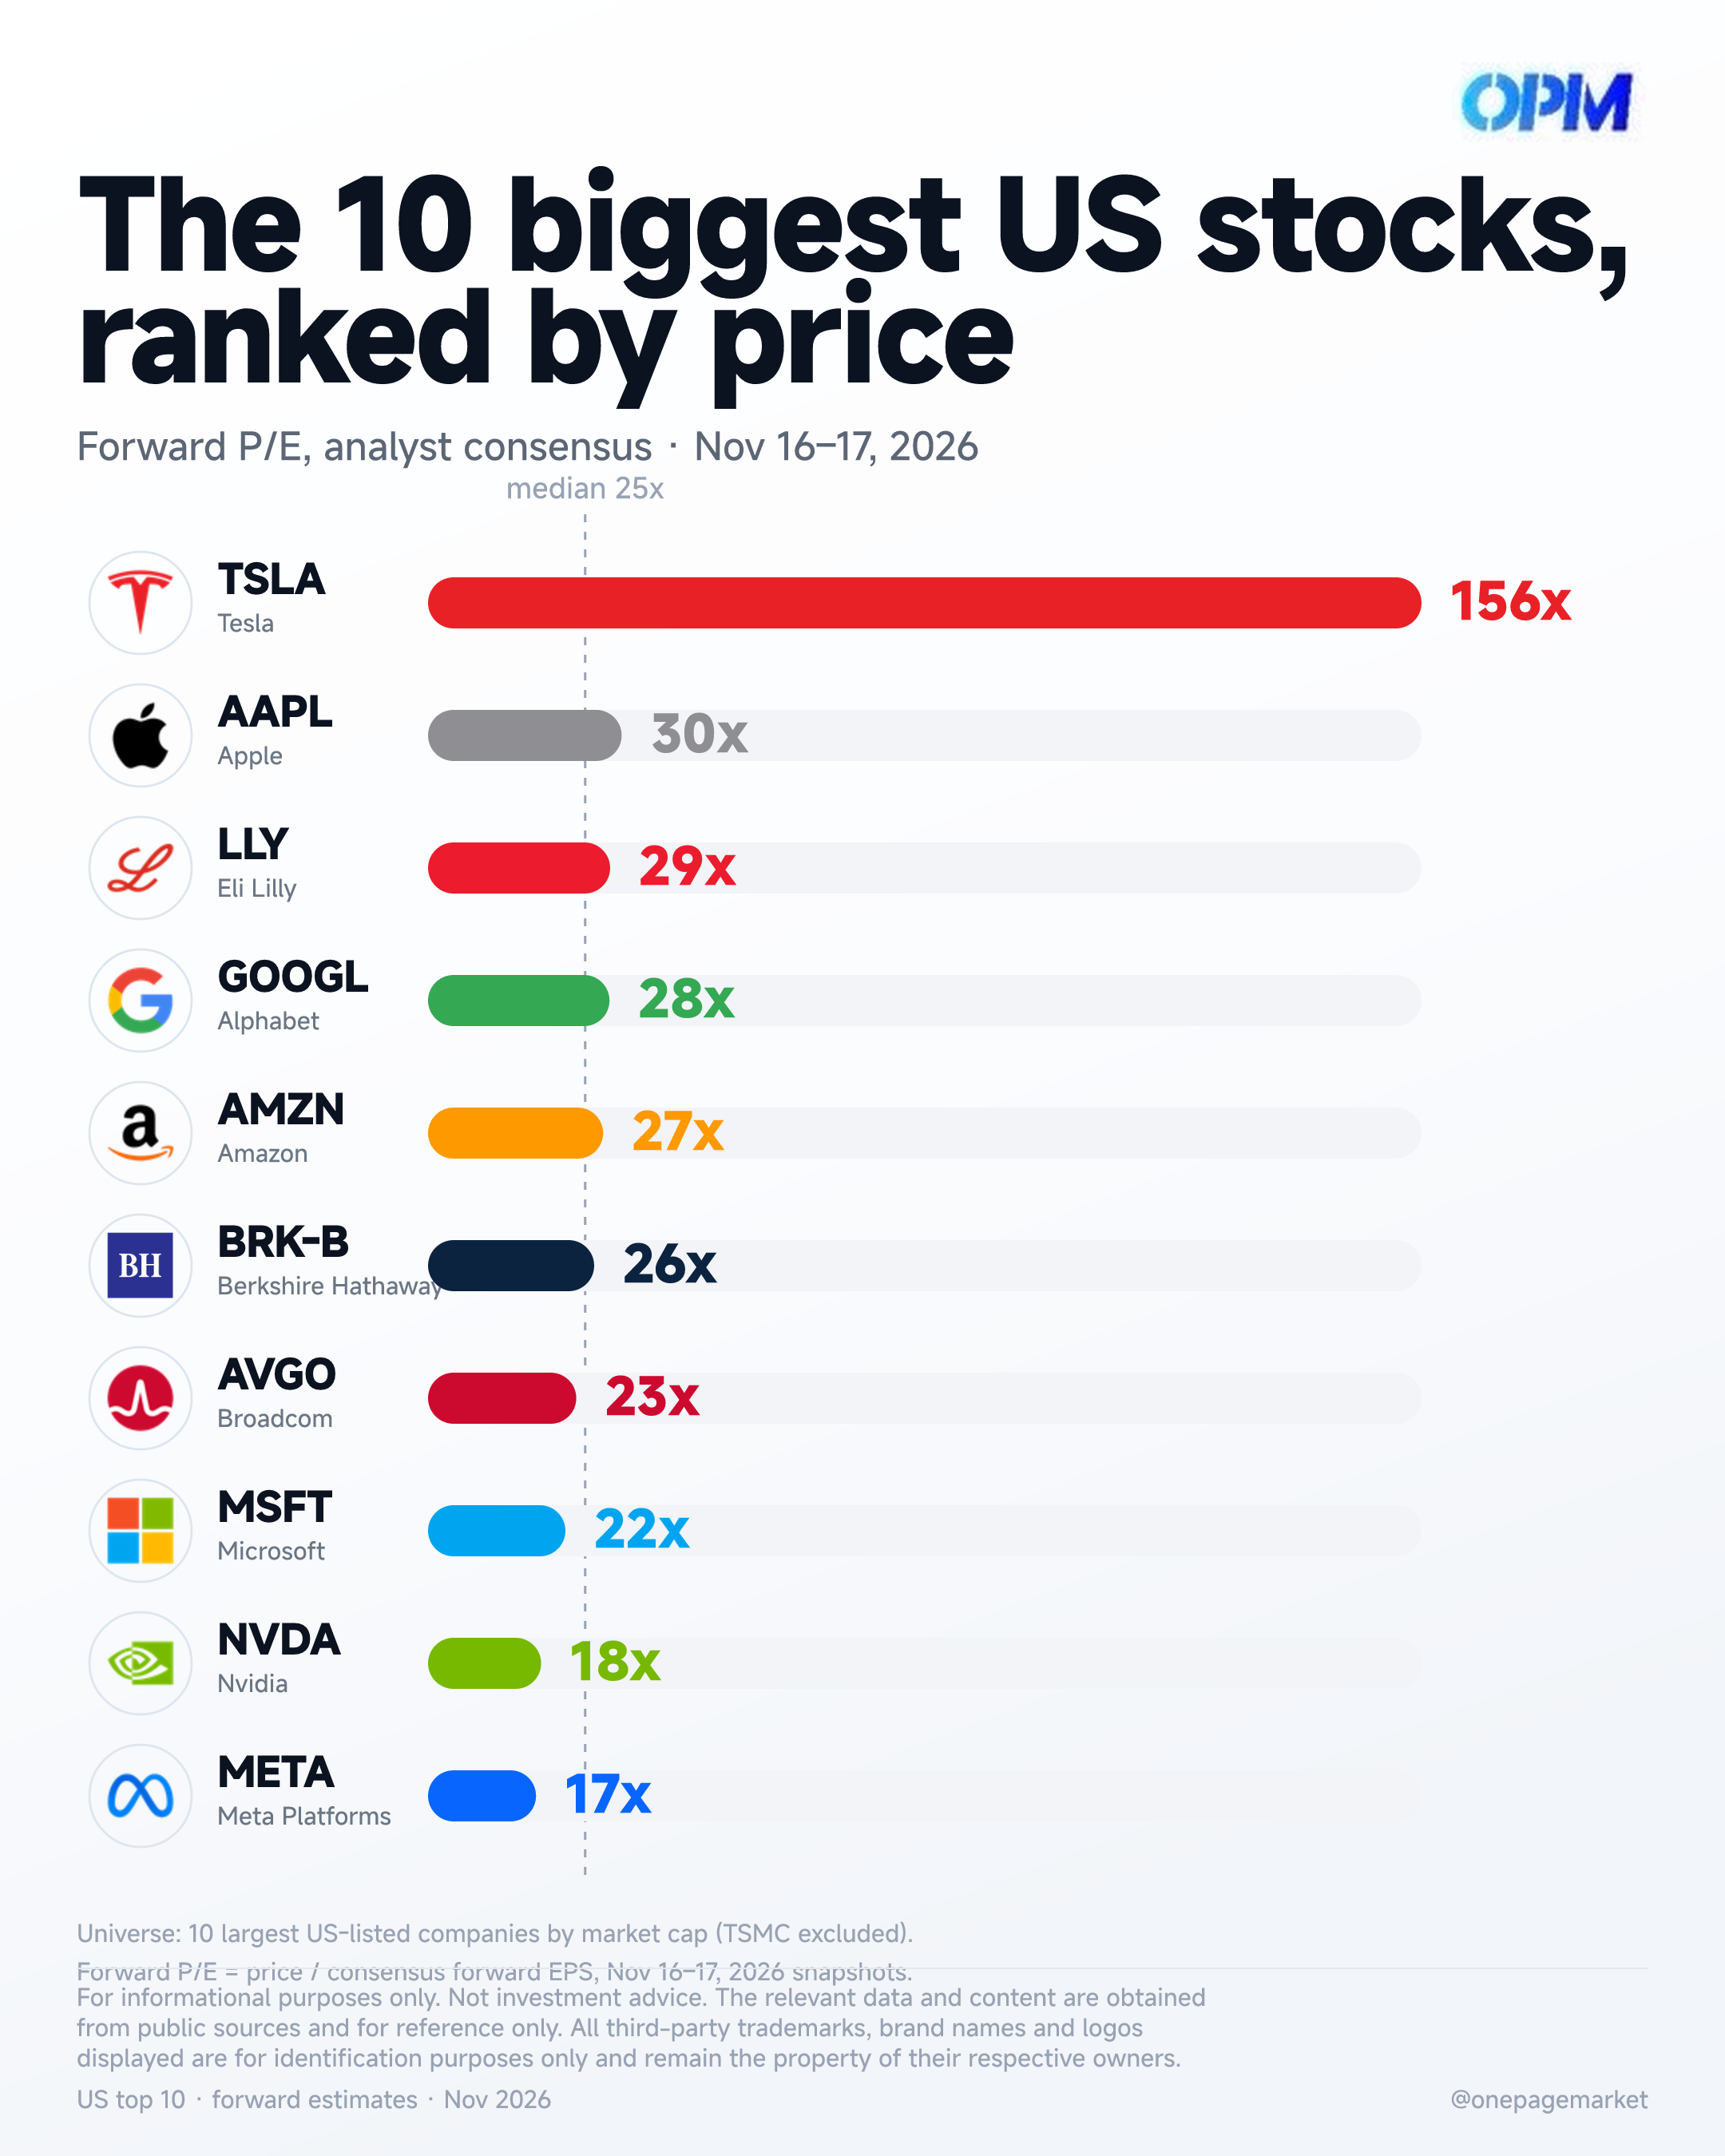 OPM
The 10 biggest US stocks,
ranked by price
Forward P/E, analyst consensus · Nov 16–17, 2026
median 25x
TSLA
Tesla
156x
AAPL
Apple
30x
LLY
Eli Lilly
29x
GOOGL
Alphabet
28x
AMZN
Amazon
27x
BH
BRK-B
Berkshire Hathaway
26x
AVGO
Broadcom
23x
MSFT
Microsoft
22x
NVDA
Nvidia
18x
META
Meta Platforms
17x
Universe: 10 largest US-listed companies by market cap (TSMC excluded).
Forward P/E = price / consensus forward EPS, Nov 16–17, 2026 snapshots.
For informational purposes only. Not investment advice. The relevant data and content are obtained
from public sources and for reference only. All third-party trademarks, brand names and logos
displayed are for identification purposes only and remain the property of their respective owners.
US top 10 · forward estimates · Nov 2026
@onepagemarket